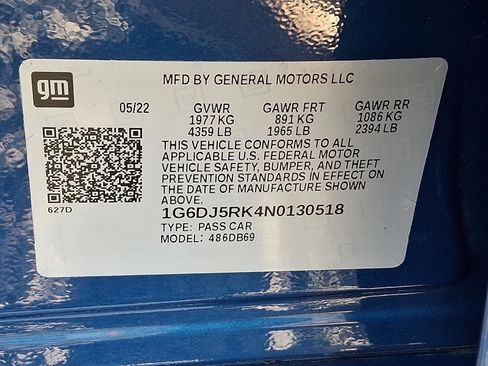 gm
MFD BY GENERAL MOTORS LLC
05/22 GVWR GAWR FRT GAWR RR
1977 KG 891 KG 1086 KG
4359 LB 1965 LB 2394 LB
THIS VEHICLE CONFORMS TO ALL
APPLICABLE U.S. FEDERAL MOTOR
VEHICLE SAFETY, BUMPER, AND THEFT
PREVENTION STANDARDS IN EFFECT ON
THE DATE OF MANUFACTURE SHOWN
ABOVE.
627D
1G6DJ5RK4N0130518
TYPE: PASS CAR
MODEL: 486DB69